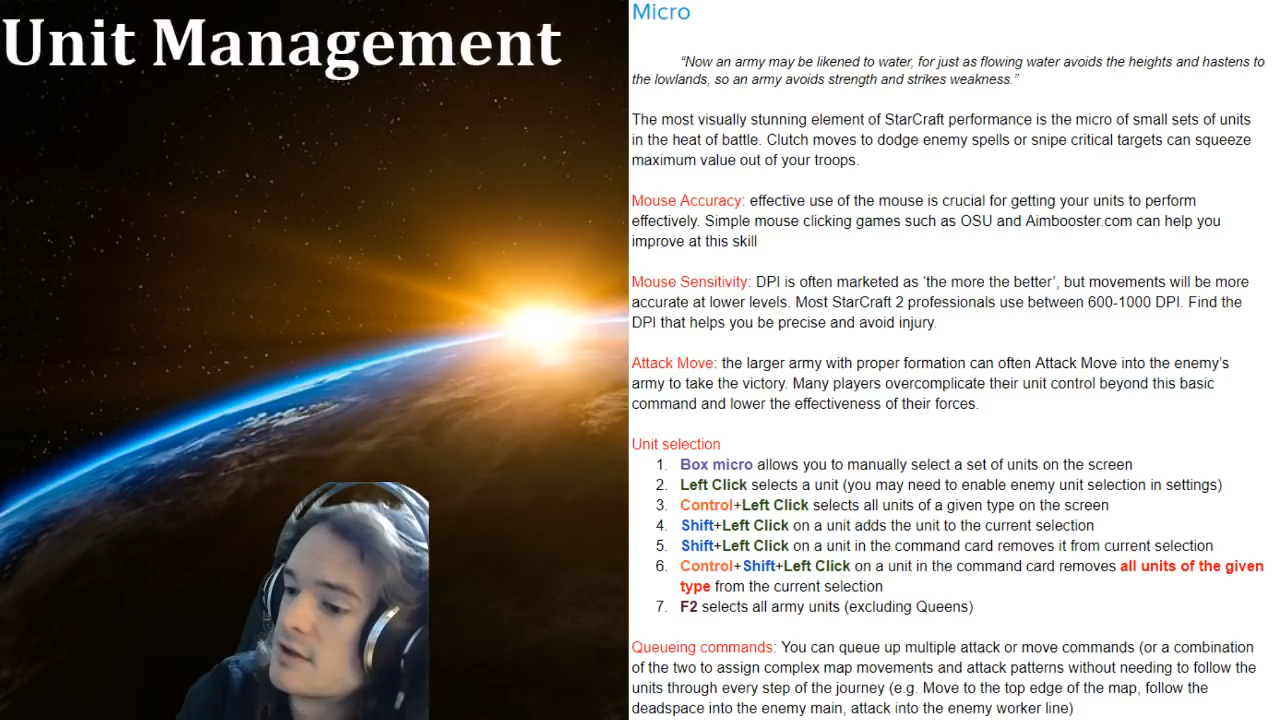 Unit Management
Micro
“Now an army may be likened to water, for just as flowing water avoids the heights and hastens to
the lowlands, so an army avoids strength and strikes weakness.”
The most visually stunning element of StarCraft performance is the micro of small sets of units
in the heat of battle. Clutch moves to dodge enemy spells or snipe critical targets can squeeze
maximum value out of your troops.
Mouse Accuracy: effective use of the mouse is crucial for getting your units to perform
effectively. Simple mouse clicking games such as OSU and Aimbooster.com can help you
improve at this skill
Mouse Sensitivity: DPI is often marketed as ‘the more the better’, but movements will be more
accurate at lower levels. Most StarCraft 2 professionals use between 600-1000 DPI. Find the
DPI that helps you be precise and avoid injury.
Attack Move: the larger army with proper formation can often Attack Move into the enemy’s
army to take the victory. Many players overcomplicate their unit control beyond this basic
command and lower the effectiveness of their forces.
Unit selection
1. Box micro allows you to manually select a set of units on the screen
2. Left Click selects a unit (you may need to enable enemy unit selection in settings)
3. Control+Left Click selects all units of a given type on the screen
4. Shift+Left Click on a unit adds the unit to the current selection
5. Shift+Left Click on a unit in the command card removes it from current selection
6. Control+Shift+Left Click on a unit in the command card removes all units of the given
type from the current selection
7. F2 selects all army units (excluding Queens)
Queueing commands: You can queue up multiple attack or move commands (or a combination
of the two to assign complex map movements and attack patterns without needing to follow the
units through every step of the journey (e.g. Move to the top edge of the map, follow the
deadspace into the enemy main, attack into the enemy worker line)